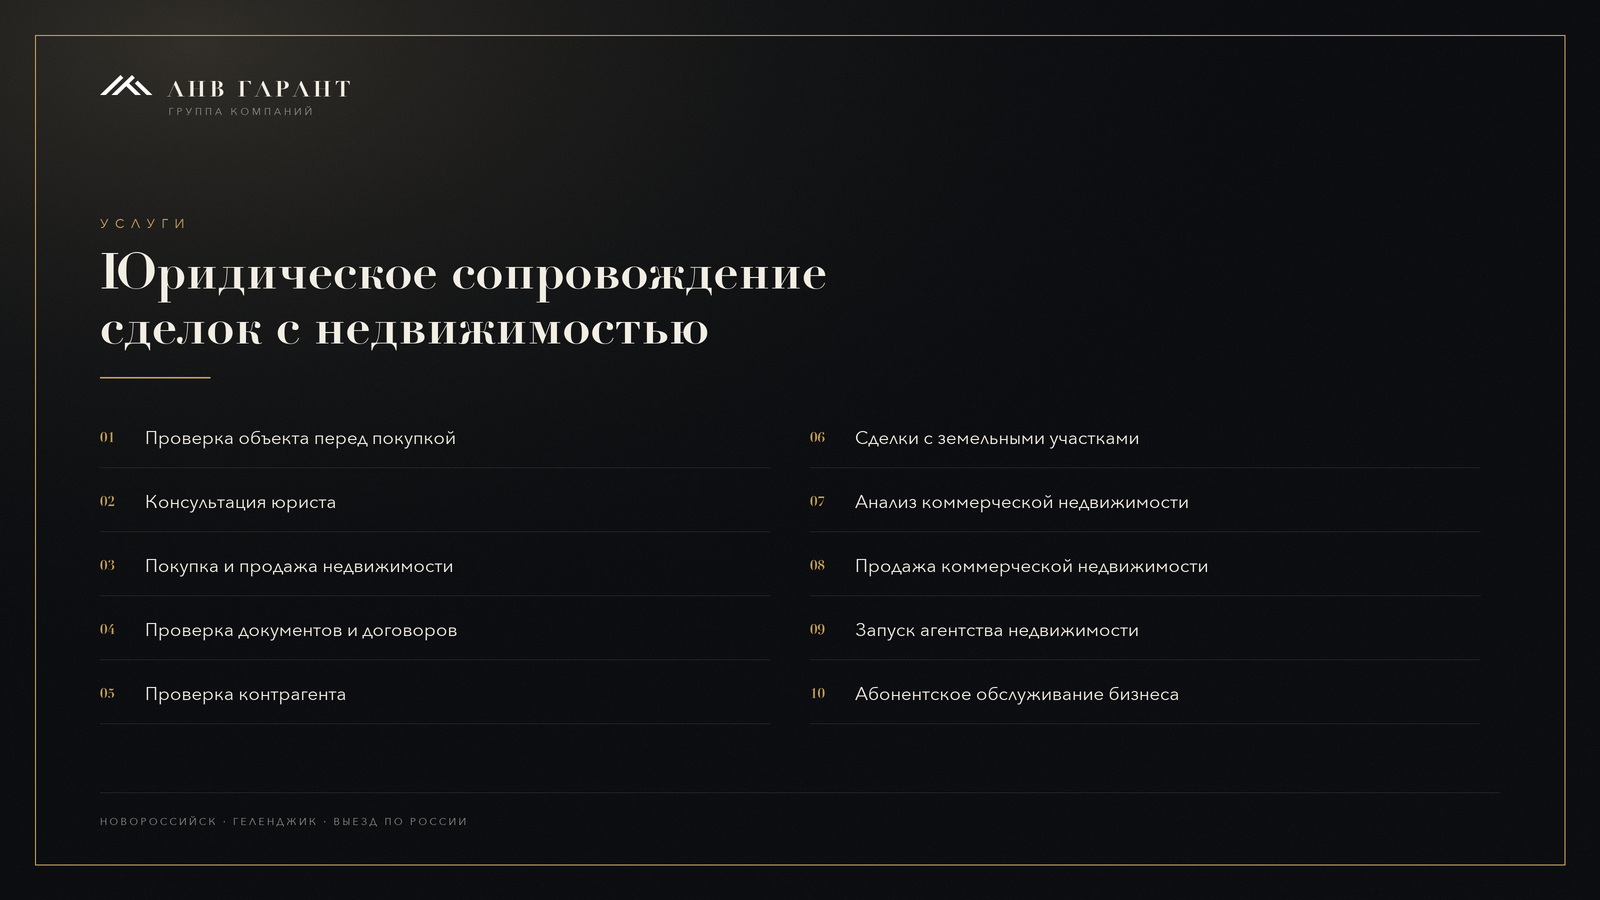 АНВ ГАРАНТ
ГРУППА КОМПАНИЙ
УСЛУГИ
Юридическое сопровождение
сделок с недвижимостью
01 Проверка объекта перед покупкой
02 Консультация юриста
03 Покупка и продажа недвижимости
04 Проверка документов и договоров
05 Проверка контрагента
06 Сделки с земельными участками
07 Анализ коммерческой недвижимости
08 Продажа коммерческой недвижимости
09 Запуск агентства недвижимости
10 Абонентское обслуживание бизнеса
НОВОРОССИЙСК · ГЕЛЕНДЖИК · ВЫЕЗД ПО РОССИИ